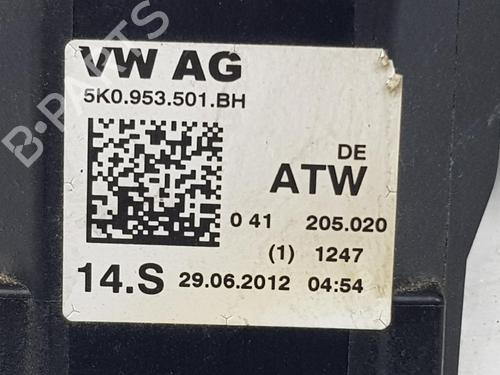 B-PARTS
VW AG
5K0.953.501.BH
DE
ATW
0 41 205.020
(1) 1247
14.S 29.06.2012 04:54